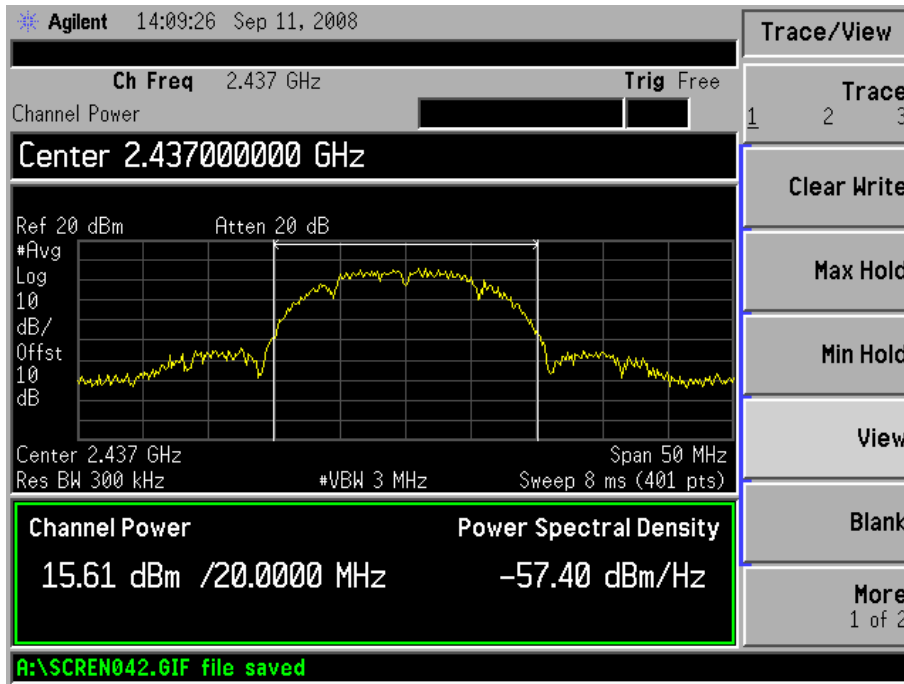 Agilent 14:09:26 Sep 11, 2008
Trace/View
Ch Freq 2.437 GHz Trig Free
Channel Power
Trace
1 2 3
Center 2.437000000 GHz
Clear Write
Ref 20 dBm Atten 20 dB
#Avg
Log
10
dB/
Offst
10
dB
Max Hold
Min Hold
View
Center 2.437 GHz Span 50 MHz
Res BW 300 kHz #VBW 3 MHz Sweep 8 ms (401 pts)
Channel Power Power Spectral Density
15.61 dBm /20.0000 MHz -57.40 dBm/Hz
Blank
More
1 of 2
A:\SCREN042.GIF file saved